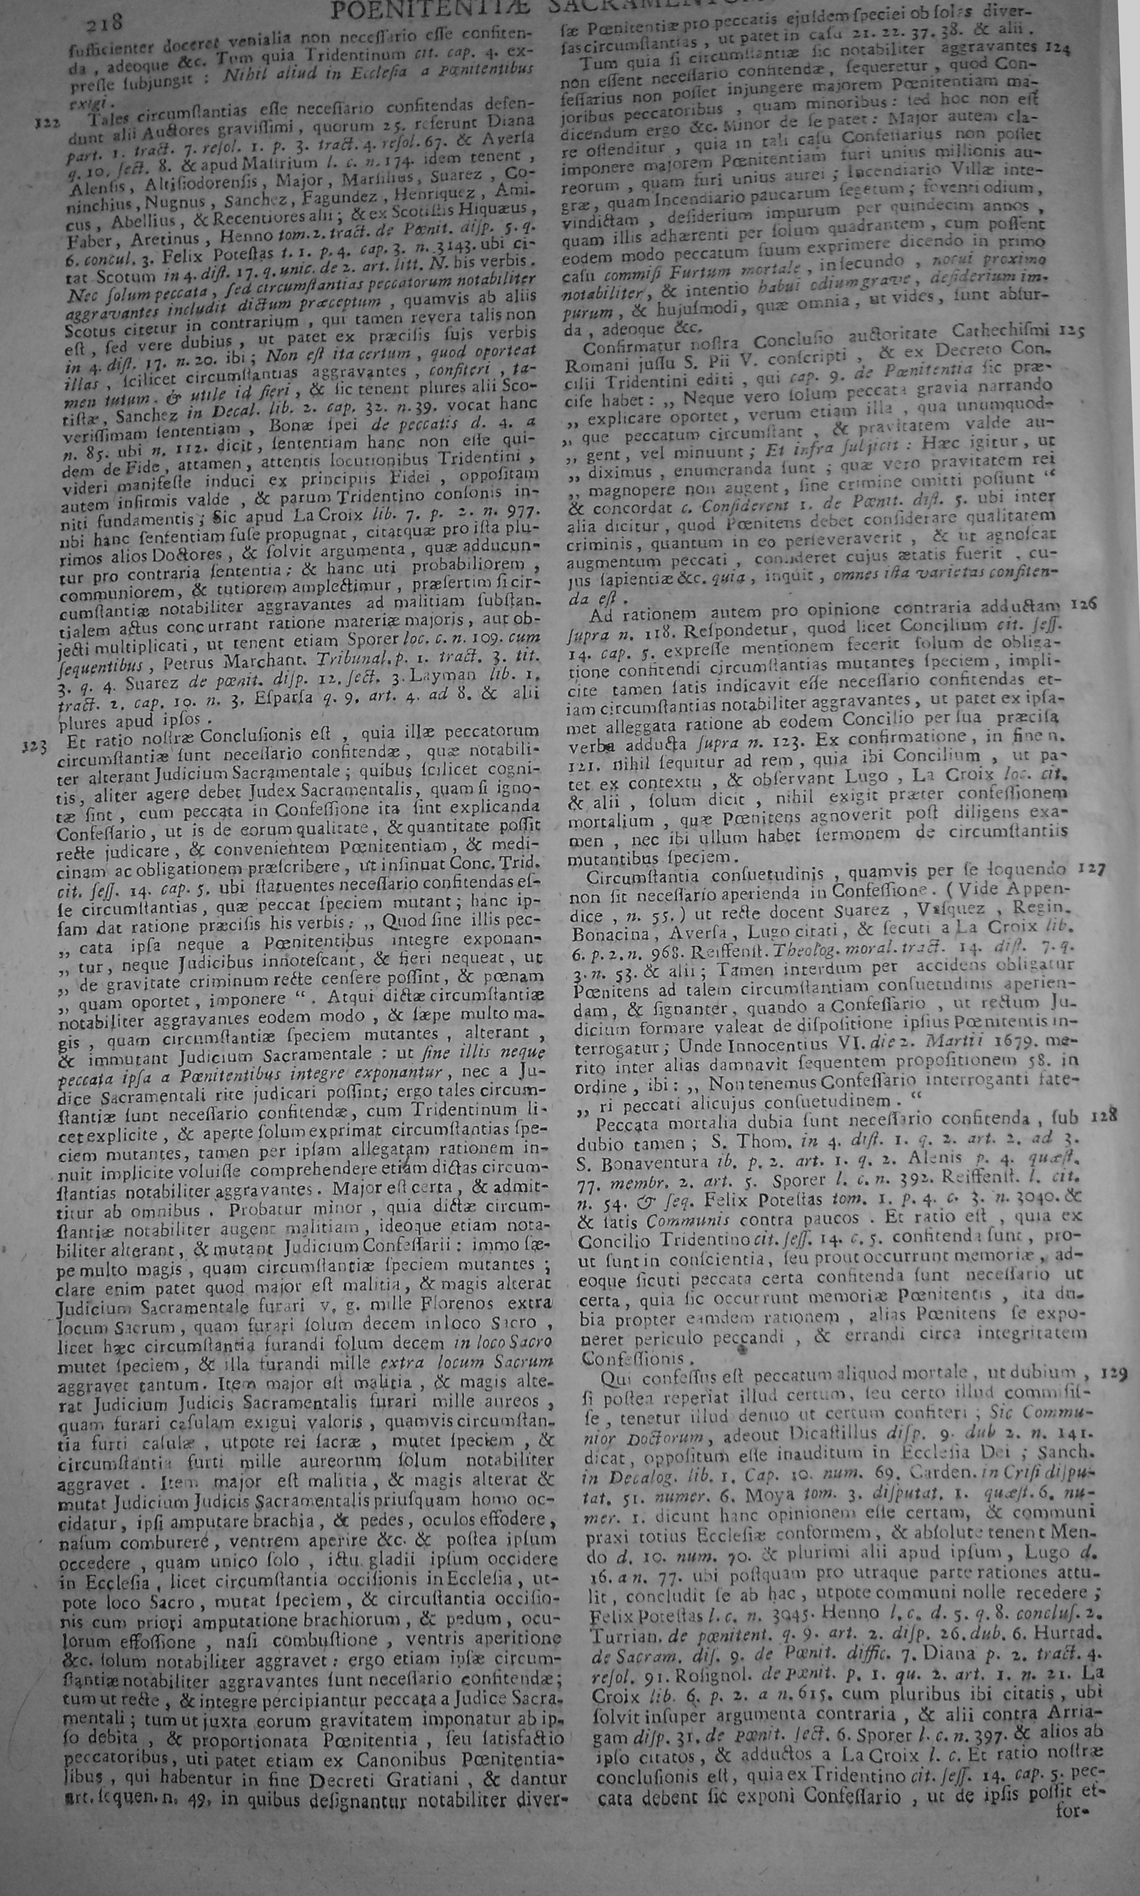 218
POENITENTIÆ SACRAMENTUM
ſufficienter doceret venialia non neceſſario eſſe confiten-
da, adeoque &c. Tum quia Tridentinum cit. cap. 4. ex-
preſſe ſubjungit: Nihil aliud in Eccleſia a Pœnitentibus
exigi.
122 Tales circumſtantias eſſe neceſſario confitendas defen-
dunt alii Auctores graviſſimi, quorum 25. referunt Diana
part. 1. tract. 7. reſol. 1. p. 3. tract. 4. reſol. 67. & Averſa
q. 10. ſect. 8. & apud Maſtrium l. c. n. 174. idem tenent,
Alenſis, Altiſiodorenſis, Major, Marſilius, Suarez, Co-
ninchius, Nugnus, Sanchez, Fagundez, Henriquez, Ami-
cus, Abellius, & Recentiores alii; & ex Scotiſtis Hiquæus,
Faber, Aretinus, Henno tom. 2. tract. de Pœnit. diſp. 5. q.
6. concul. 3. Felix Poteſtas t. 1. p. 4. cap. 3. n. 3143. ubi ci-
tat Scotum in 4. diſt. 17. q. unic. de 2. art. litt. N. his verbis.
Nec ſolum peccata, ſed circumſtantias peccatorum notabiliter
aggravantes includit dictum præceptum, quamvis ab aliis
Scotus citetur in contrarium, qui tamen revera talis non
eſt, ſed vere dubius, ut patet ex præciſis ſuis verbis
in 4. diſt. 17. n. 20. ibi; Non eſt ita certum, quod oporteat
illas, ſcilicet circumſtantias aggravantes, confiteri, ta-
men tutum. & utile id fieri, & ſic tenent plures alii Sco-
tiſtæ, Sanchez in Decal. lib. 2. cap. 32. n. 39. vocat hanc
veriſſimam ſententiam, Bonæ ſpei de peccatis d. 4. a
n. 85. ubi n. 112. dicit, ſententiam hanc non eſſe qui-
dem de Fide, attamen, attentis locutionibus Tridentini,
videri manifeſte induci ex principiis Fidei, oppoſitam
autem infirmis valde, & parum Tridentino conſonis in-
niti fundamentis; Sic apud La Croix lib. 7. p. 2. n. 977.
ubi hanc ſententiam fuſe propugnat, citatquæ pro iſta plu-
rimos alios Doctores, & ſolvit argumenta, quæ adducun-
tur pro contraria ſententia: & hanc uti probabiliorem,
communiorem, & tutiorem amplectimur, præſertim ſi cir-
cumſtantiæ notabiliter aggravantes ad malitiam ſubſtan-
tialem actus concurrant ratione materiæ majoris, aut ob-
jecti multiplicati, ut tenent etiam Sporer loc. c. n. 109. cum
ſequentibus, Petrus Marchant. Tribunal. p. 1. tract. 3. tit.
3. q. 4. Suarez de pœnit. diſp. 12. ſect. 3. Layman lib. 1.
tract. 2. cap. 10. n. 3. Eſparſa q. 9. art. 4. ad 8. & alii
plures apud ipſos.
123 Et ratio noſtræ Concluſionis eſt, quia illæ peccatorum
circumſtantiæ ſunt neceſſario confitendæ, quæ notabili-
ter alterant Judicium Sacramentale; quibus ſcilicet cogni-
tis, aliter agere debet Judex Sacramentalis, quam ſi igno-
tæ ſint, cum peccata in Confeſſione ita ſint explicanda
Confeſſario, ut is de eorum qualitate, & quantitate poſſit
recte judicare, & convenientem Pœnitentiam, & medi-
cinam ac obligationem præſcribere, ut inſinuat Conc. Trid.
cit. ſeſſ. 14. cap. 5. ubi ſtatuentes neceſſario confitendas eſ-
ſe circumſtantias, quæ peccat ſpeciem mutant; hanc ip-
ſam dat ratione præciſis his verbis: „ Quod ſine illis pec-
„ cata ipſa neque a Pœnitentibus integre exponan-
„ tur, neque Judicibus innoteſcant, & fieri nequeat, ut
„ de gravitate criminum recte cenſere poſſint, & pœnam
„ quam oportet, imponere “. Atqui dictæ circumſtantiæ
notabiliter aggravantes eodem modo, & ſæpe multo ma-
gis, quam circumſtantiæ ſpeciem mutantes, alterant,
& immutant Judicium Sacramentale: ut ſine illis neque
peccata ipſa a Pœnitentibus integre exponantur, nec a Ju-
dice Sacramentali rite judicari poſſint; ergo tales circum-
ſtantiæ ſunt neceſſario confitendæ, cum Tridentinum li-
cet explicite, & aperte ſolum exprimat circumſtantias ſpe-
ciem mutantes, tamen per ipſam allegatam rationem in-
nuit implicite voluiſſe comprehendere etiam dictas circum-
ſtantias notabiliter aggravantes. Major eſt certa, & admit-
titur ab omnibus. Probatur minor, quia dictæ circum-
ſtantiæ notabiliter augent malitiam, ideoque etiam nota-
biliter alterant, & mutant Judicium Confeſſarii: immo ſæ-
pe multo magis, quam circumſtantiæ ſpeciem mutantes;
clare enim patet quod major eſt malitia, & magis alterat
Judicium Sacramentale furari v. g. mille Florenos extra
locum Sacrum, quam furari ſolum decem in loco Sacro,
licet hæc circumſtantia furandi ſolum decem in loco Sacro
mutet ſpeciem, & illa furandi mille extra locum Sacrum
aggravet tantum. Item major eſt malitia, & magis alte-
rat Judicium Judicis Sacramentalis furari mille aureos,
quam furari caſulam exigui valoris, quamvis circumſtan-
tia furti caſulæ, utpote rei ſacræ, mutet ſpeciem, &
circumſtantia furti mille aureorum ſolum notabiliter
aggravet. Item major eſt malitia, & magis alterat &
mutat Judicium Judicis Sacramentalis priuſquam homo oc-
cidatur, ipſi amputare brachia, & pedes, oculos effodere,
naſum comburere, ventrem aperire &c. & poſtea ipſum
occedere, quam unico ſolo, ictu gladii ipſum occidere
in Eccleſia, licet circumſtantia occiſionis in Eccleſia, ut-
pote loco Sacro, mutat ſpeciem, & circuſtantia occiſio-
nis cum priori amputatione brachiorum, & pedum, ocu-
lorum effoſſione, naſi combuſtione, ventris aperitione
&c. ſolum notabiliter aggravet: ergo etiam ipſæ circum-
ſtantiæ notabiliter aggravantes ſunt neceſſario confitendæ;
tum ut recte, & integre percipiantur peccata a Judice Sacra-
mentali; tum ut juxta eorum gravitatem imponatur ab ip-
ſo debita, & proportionata Pœnitentia, ſeu ſatisfactio
peccatoribus, uti patet etiam ex Canonibus Pœnitentia-
libus, qui habentur in fine Decreti Gratiani, & dantur
art. ſequen. n. 49, in quibus deſignantur notabiliter diver-
ſæ Pœnitentiæ pro peccatis ejuſdem ſpeciei ob ſolas diver-
ſas circumſtantias, ut patet in caſu 21. 22. 37. 38. & alii.
Tum quia ſi circumſtantiæ ſic notabiliter aggravantes 124
non eſſent neceſſario confitendæ, ſequeretur, quod Con-
feſſarius non poſſet injungere majorem Pœnitentiam ma-
joribus peccatoribus, quam minoribus: ſed hoc non eſt
dicendum ergo &c. Minor de ſe patet: Major autem cla-
re oſtenditur, quia in tali caſu Confeſſarius non poſſet
imponere majorem Pœnitentiam furi unius millionis au-
reorum, quam furi unius aurei; Incendiario Villæ inte-
græ, quam Incendiario paucarum ſegetum; fovenri odium,
vindictam, deſiderium impurum per quindecim annos,
quam illis adhærenti per ſolum quadrantem, cum poſſent
eodem modo peccatum ſuum exprimere dicendo in primo
caſu commiſi Furtum mortale, in ſecundo, nocui proximo
notabiliter, & intentio habui odium grave, deſiderium im-
purum, & hujuſmodi, quæ omnia, ut vides, ſunt abſur-
da, adeoque &c.
Confirmatur noſtra Concluſio auctoritate Cathechiſmi 125
Romani juſſu S. Pii V. conſcripti, & ex Decreto Con-
cilii Tridentini editi, qui cap. 9. de Pœnitentia ſic præ-
ciſe habet: „ Neque vero ſolum peccata gravia narrando
„ explicare oportet, verum etiam illa, qua unumquod-
„ que peccatum circumſtant, & pravitatem valde au-
„ gent, vel minuunt; Et infra ſubjicit: Hæc igitur, ut
„ diximus, enumeranda ſunt; quæ vero pravitatem rei
„ magnopere non augent, ſine crimine omitti poſſunt “
& concordat c. Conſiderent 1. de Pœnit. diſt. 5. ubi inter
alia dicitur, quod Pœnitens debet conſiderare qualitatem
criminis, quantum in eo perſeveraverit, & ut agnoſcat
augmentum peccati, conſideret cujus ætatis fuerit, cu-
jus ſapientiæ &c. quia, inquit, omnes iſta varietas confiten-
da eſt.
Ad rationem autem pro opinione contraria adductam 126
ſupra n. 118. Reſpondetur, quod licet Concilium cit. ſeſſ.
14. cap. 5. expreſſe mentionem fecerit ſolum de obliga-
tione confitendi circumſtantias mutantes ſpeciem, impli-
cite tamen ſatis indicavit eſſe neceſſario confitendas et-
iam circumſtantias notabiliter aggravantes, ut patet ex ipſa-
met alleggata ratione ab eodem Concilio per ſua præciſa
verba adducta ſupra n. 123. Ex confirmatione, in fine n.
121. nihil ſequitur ad rem, quia ibi Concilium, ut pa-
tet ex contextu, & obſervant Lugo, La Croix loc. cit.
& alii, ſolum dicit, nihil exigit præter confeſſionem
mortalium, quæ Pœnitens agnoverit poſt diligens exa-
men, nec ibi ullum habet ſermonem de circumſtantiis
mutantibus ſpeciem.
Circumſtantia conſuetudinis, quamvis per ſe loquendo 127
non ſit neceſſario aperienda in Confeſſione. (Vide Appen-
dice, n. 55.) ut recte docent Suarez, Vaſquez, Regin.
Bonacina, Averſa, Lugo citati, & ſecuti a La Croix lib.
6. p. 2. n. 968. Reiffenſt. Theolog. moral. tract. 14. diſt. 7. q.
3. n. 53. & alii; Tamen interdum per accidens obligatur
Pœnitens ad talem circumſtantiam conſuetudinis aperien-
dam, & ſignanter, quando a Confeſſario, ut rectum Ju-
dicium formare valeat de diſpoſitione ipſius Pœnitentis in-
terrogatur; Unde Innocentius VI. die 2. Martii 1679. me-
rito inter alias damnavit ſequentem propoſitionem 58. in
ordine, ibi: „ Non tenemus Confeſſario interroganti fate-
„ ri peccati alicujus conſuetudinem. “
Peccata mortalia dubia ſunt neceſſario confitenda, ſub 128
dubio tamen; S. Thom. in 4. diſt. 1. q. 2. art. 2. ad 3.
S. Bonaventura ib. p. 2. art. 1. q. 2. Alenis p. 4. quæſt.
77. membr. 2. art. 5. Sporer l. c. n. 392. Reiffenſt. l. cit.
n. 54. & ſeq. Felix Poteſtas tom. 1. p. 4. c. 3. n. 3040. &
& ſatis Communis contra paucos. Et ratio eſt, quia ex
Concilio Tridentino cit. ſeſſ. 14. c. 5. confitenda ſunt, pro-
ut ſunt in conſcientia, ſeu prout occurrunt memoriæ, ad-
eoque ſicuti peccata certa confitenda ſunt neceſſario ut
certa, quia ſic occurrunt memoriæ Pœnitentis, ita du-
bia propter eamdem rationem, alias Pœnitens ſe expo-
neret periculo peccandi, & errandi circa integritatem
Confeſſionis.
Qui confeſſus eſt peccatum aliquod mortale, ut dubium, 129
ſi poſtea reperiat illud certum, ſeu certo illud commiſiſ-
ſe, tenetur illud denuo ut certum confiteri; Sic Commu-
nior Doctorum, adeout Dicaſtillus diſp. 9. dub 2. n. 141.
dicat, oppoſitum eſſe inauditum in Eccleſia Dei; Sanch.
in Decalog. lib. 1. Cap. 10. num. 69. Carden. in Criſi diſpu-
tat. 51. numer. 6. Moya tom. 3. diſputat. 1. quæſt. 6. nu-
mer. 1. dicunt hanc opinionem eſſe certam, & communi
praxi totius Eccleſiæ conformem, & abſolute tenent Men-
do d. 10. num. 70. & plurimi alii apud ipſum, Lugo d.
16. a n. 77. ubi poſtquam pro utraque parte rationes attu-
lit, concludit ſe ab hac, utpote communi nolle recedere;
Felix Poteſtas l. c. n. 3045. Henno l. c. d. 5. q. 8. concluſ. 2.
Turrian. de pœnitent. q. 9. art. 2. diſp. 26. dub. 6. Hurtad.
de Sacram. diſ. 9. de Pœnit. diffic. 7. Diana p. 2. tract. 4.
reſol. 91. Roſignol. de pœnit. p. 1. qu. 2. art. 1. n. 21. La
Croix lib. 6. p. 2. a n. 615. cum pluribus ibi citatis, ubi
ſolvit inſuper argumenta contraria, & alii contra Arria-
gam diſp. 31. de pœnit. ſect. 6. Sporer l. c. n. 397. & alios ab
ipſo citatos, & adductos a La Croix l. c. Et ratio noſtræ
concluſionis eſt, quia ex Tridentino cit. ſeſſ. 14. cap. 5. pec-
cata debent ſic exponi Confeſſario, ut de ipſis poſſit et-
for-